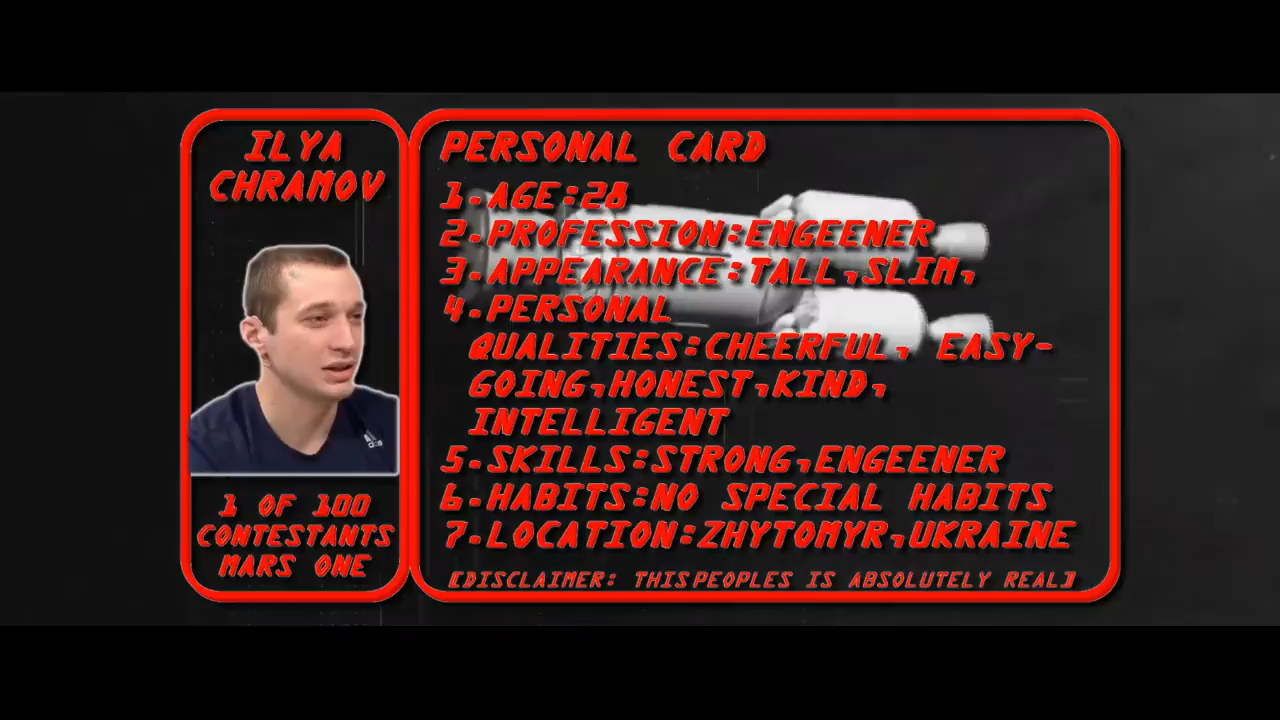 ILYA
CHRAMOV
1 OF 100
CONTESTANTS
MARS ONE
PERSONAL CARD
1.AGE:28
2.PROFESSION:ENGEENER
3.APPEARANCE:TALL,SLIM,
4.PERSONAL
QUALITIES:CHEERFUL, EASY-
GOING,HONEST,KIND,
INTELLIGENT
5.SKILLS:STRONG,ENGEENER
6.HABITS:NO SPECIAL HABITS
7.LOCATION:ZHYTOMYR,UKRAINE
[DISCLAIMER: THIS PEOPLES IS ABSOLUTELY REAL]